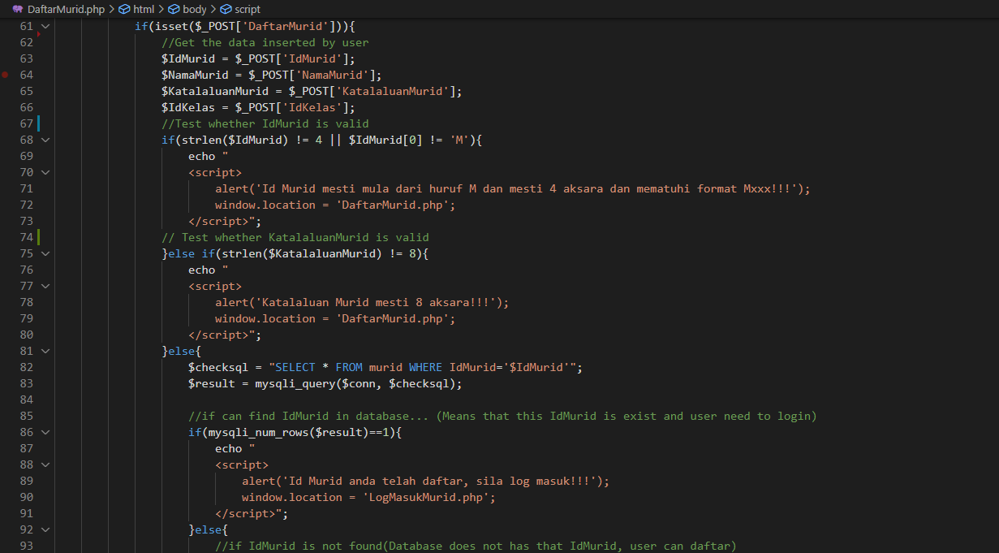 DaftarMurid.php > html > body > script
61 if(isset($_POST['DaftarMurid'])){
62 //Get the data inserted by user
63 $IdMurid = $_POST['IdMurid'];
64 $NamaMurid = $_POST['NamaMurid'];
65 $KatalaluanMurid = $_POST['KatalaluanMurid'];
66 $IdKelas = $_POST['IdKelas'];
67 //Test whether IdMurid is valid
68 if(strlen($IdMurid) != 4 || $IdMurid[0] != 'M'){
69 echo "
70 <script>
71 alert('Id Murid mesti mula dari huruf M dan mesti 4 aksara dan mematuhi format Mxxx!!!');
72 window.location = 'DaftarMurid.php';
73 </script>";
74 // Test whether KatalaluanMurid is valid
75 }else if(strlen($KatalaluanMurid) != 8){
76 echo "
77 <script>
78 alert('Katalaluan Murid mesti 8 aksara!!!');
79 window.location = 'DaftarMurid.php';
80 </script>";
81 }else{
82 $checksql = "SELECT * FROM murid WHERE IdMurid='$IdMurid'";
83 $result = mysqli_query($conn, $checksql);
84
85 //if can find IdMurid in database... (Means that this IdMurid is exist and user need to login)
86 if(mysqli_num_rows($result)==1){
87 echo "
88 <script>
89 alert('Id Murid anda telah daftar, sila log masuk!!!');
90 window.location = 'LogMasukMurid.php';
91 </script>";
92 }else{
93 //if IdMurid is not found(Database does not has that IdMurid, user can daftar)